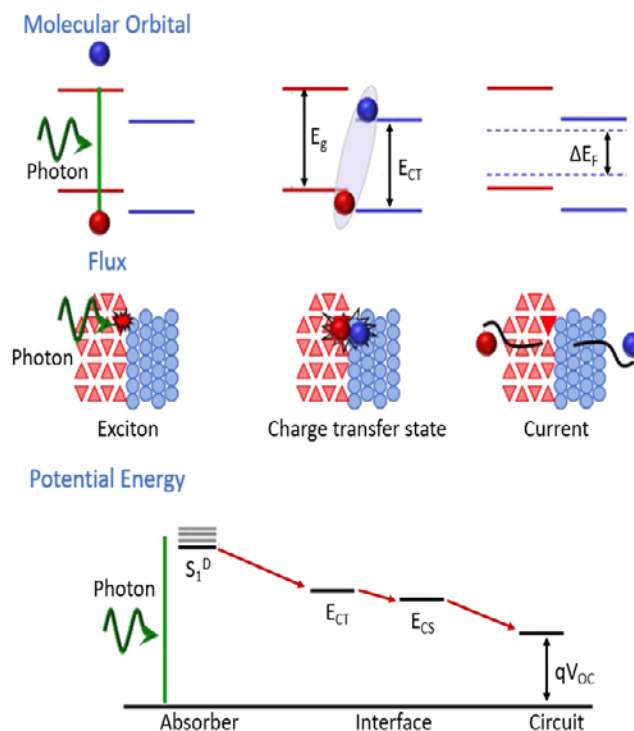 Molecular Orbital
Photon
E_g
E_CT
ΔE_F
Flux
Photon
Exciton
Charge transfer state
Current
Potential Energy
Photon
S_1^D
E_CT
E_CS
qV_OC
Absorber
Interface
Circuit